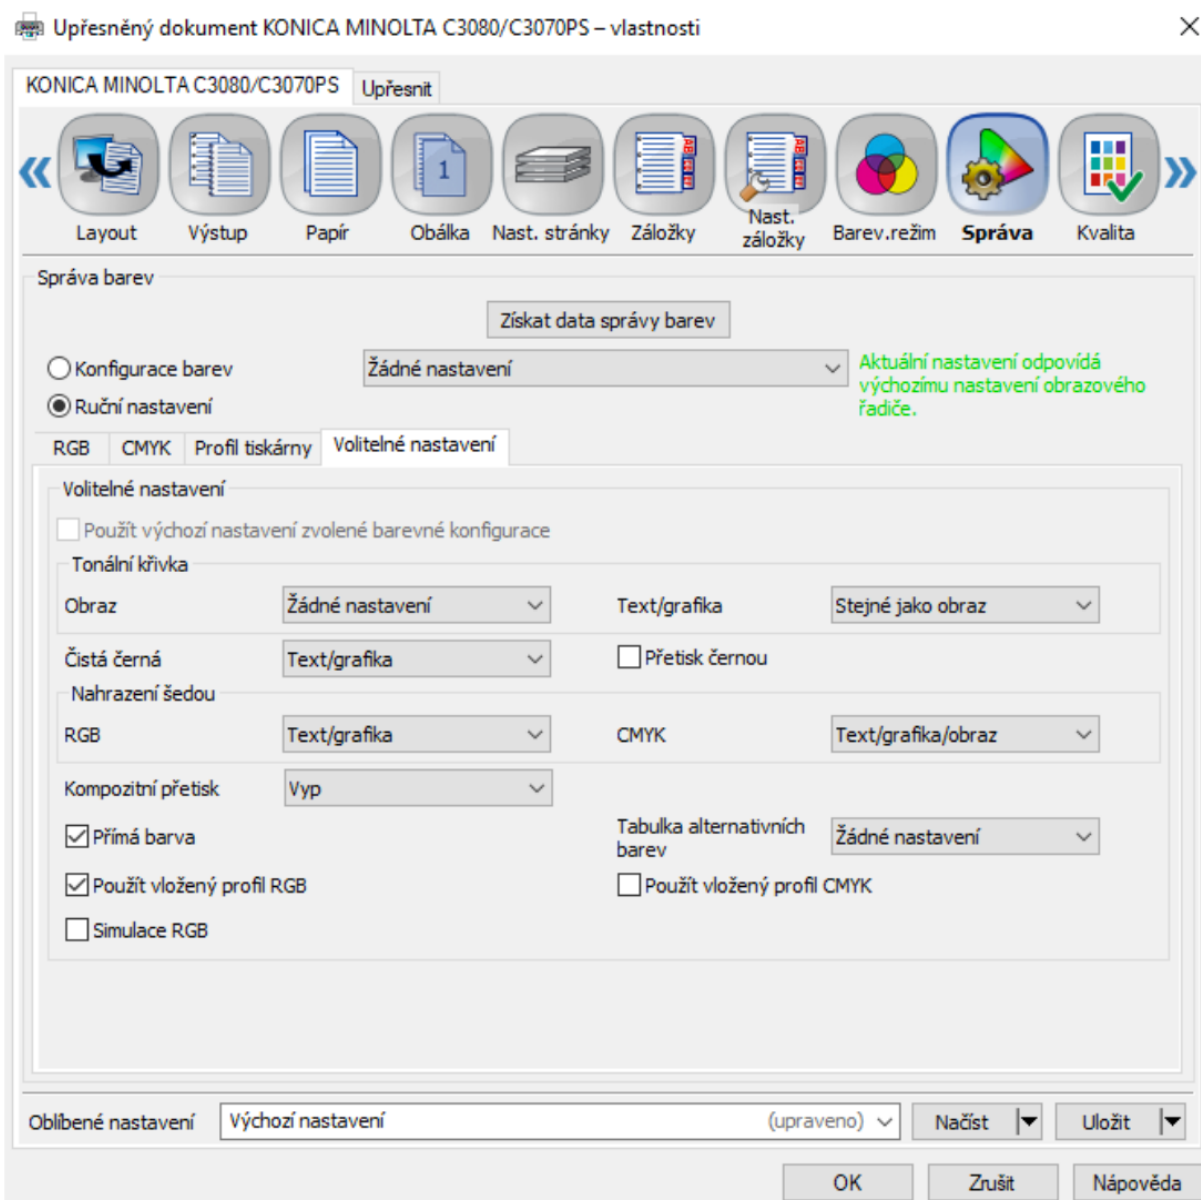 Upřesněný dokument KONICA MINOLTA C3080/C3070PS – vlastnosti
KONICA MINOLTA C3080/C3070PS Upřesnit
Layout Výstup Papír Obálka Nast. stránky Záložky Nast. záložky Barev.režim Správa Kvalita
Správa barev
Získat data správy barev
Konfigurace barev Žádné nastavení
Aktuální nastavení odpovídá
výchozímu nastavení obrazového
řadiče.
Ruční nastavení
RGB CMYK Profil tiskárny Volitelné nastavení
Volitelné nastavení
Použít výchozí nastavení zvolené barevné konfigurace
Tonální křivka
Obraz Žádné nastavení Text/grafika Stejné jako obraz
Čistá černá Text/grafika Přetisk černou
Nahrazení šedou
RGB Text/grafika CMYK Text/grafika/obraz
Kompozitní přetisk Vyp
Přímá barva Tabulka alternativních
barev Žádné nastavení
Použít vložený profil RGB Použít vložený profil CMYK
Simulace RGB
Oblíbené nastavení Výchozí nastavení (upraveno) Načíst Uložit
OK Zrušit Nápověda